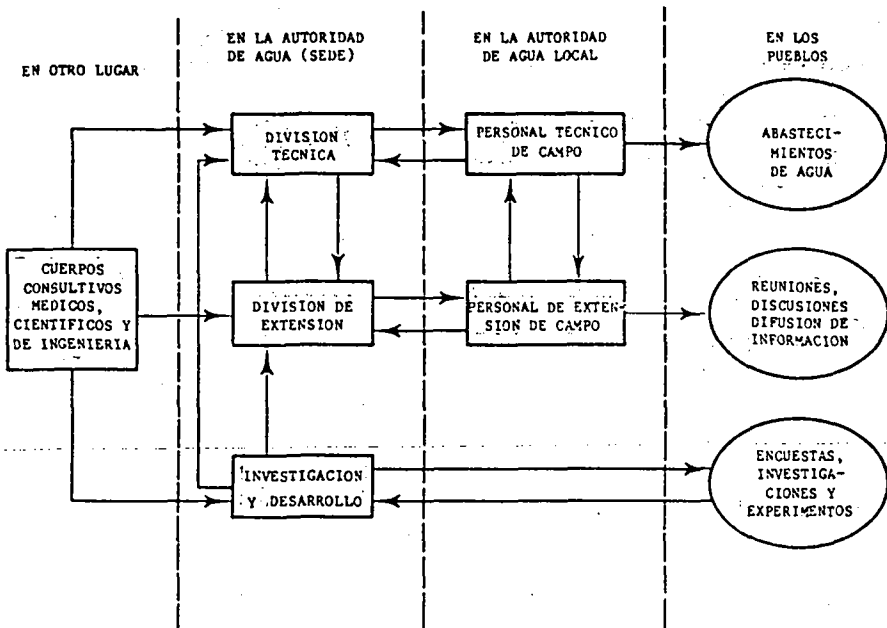 EN OTRO LUGAR
EN LA AUTORIDAD
DE AGUA (SEDE)
EN LA AUTORIDAD
DE AGUA LOCAL
EN LOS
PUEBLOS
DIVISION
TECNICA
PERSONAL TECNICO
DE CAMPO
ABASTECI-
MIENTOS
DE AGUA
CUERPOS
CONSULTIVOS
MEDICOS,
CIENTIFICOS Y
DE INGENIERIA
DIVISION DE
EXTENSION
PERSONAL DE EXTEN-
SION DE CAMPO
REUNIONES,
DISCUSIONES
DIFUSION DE
INFORMACION
INVESTIGACION
Y DESARROLLO
ENCUESTAS,
INVESTIGA-
CIONES Y
EXPERIMENTOS